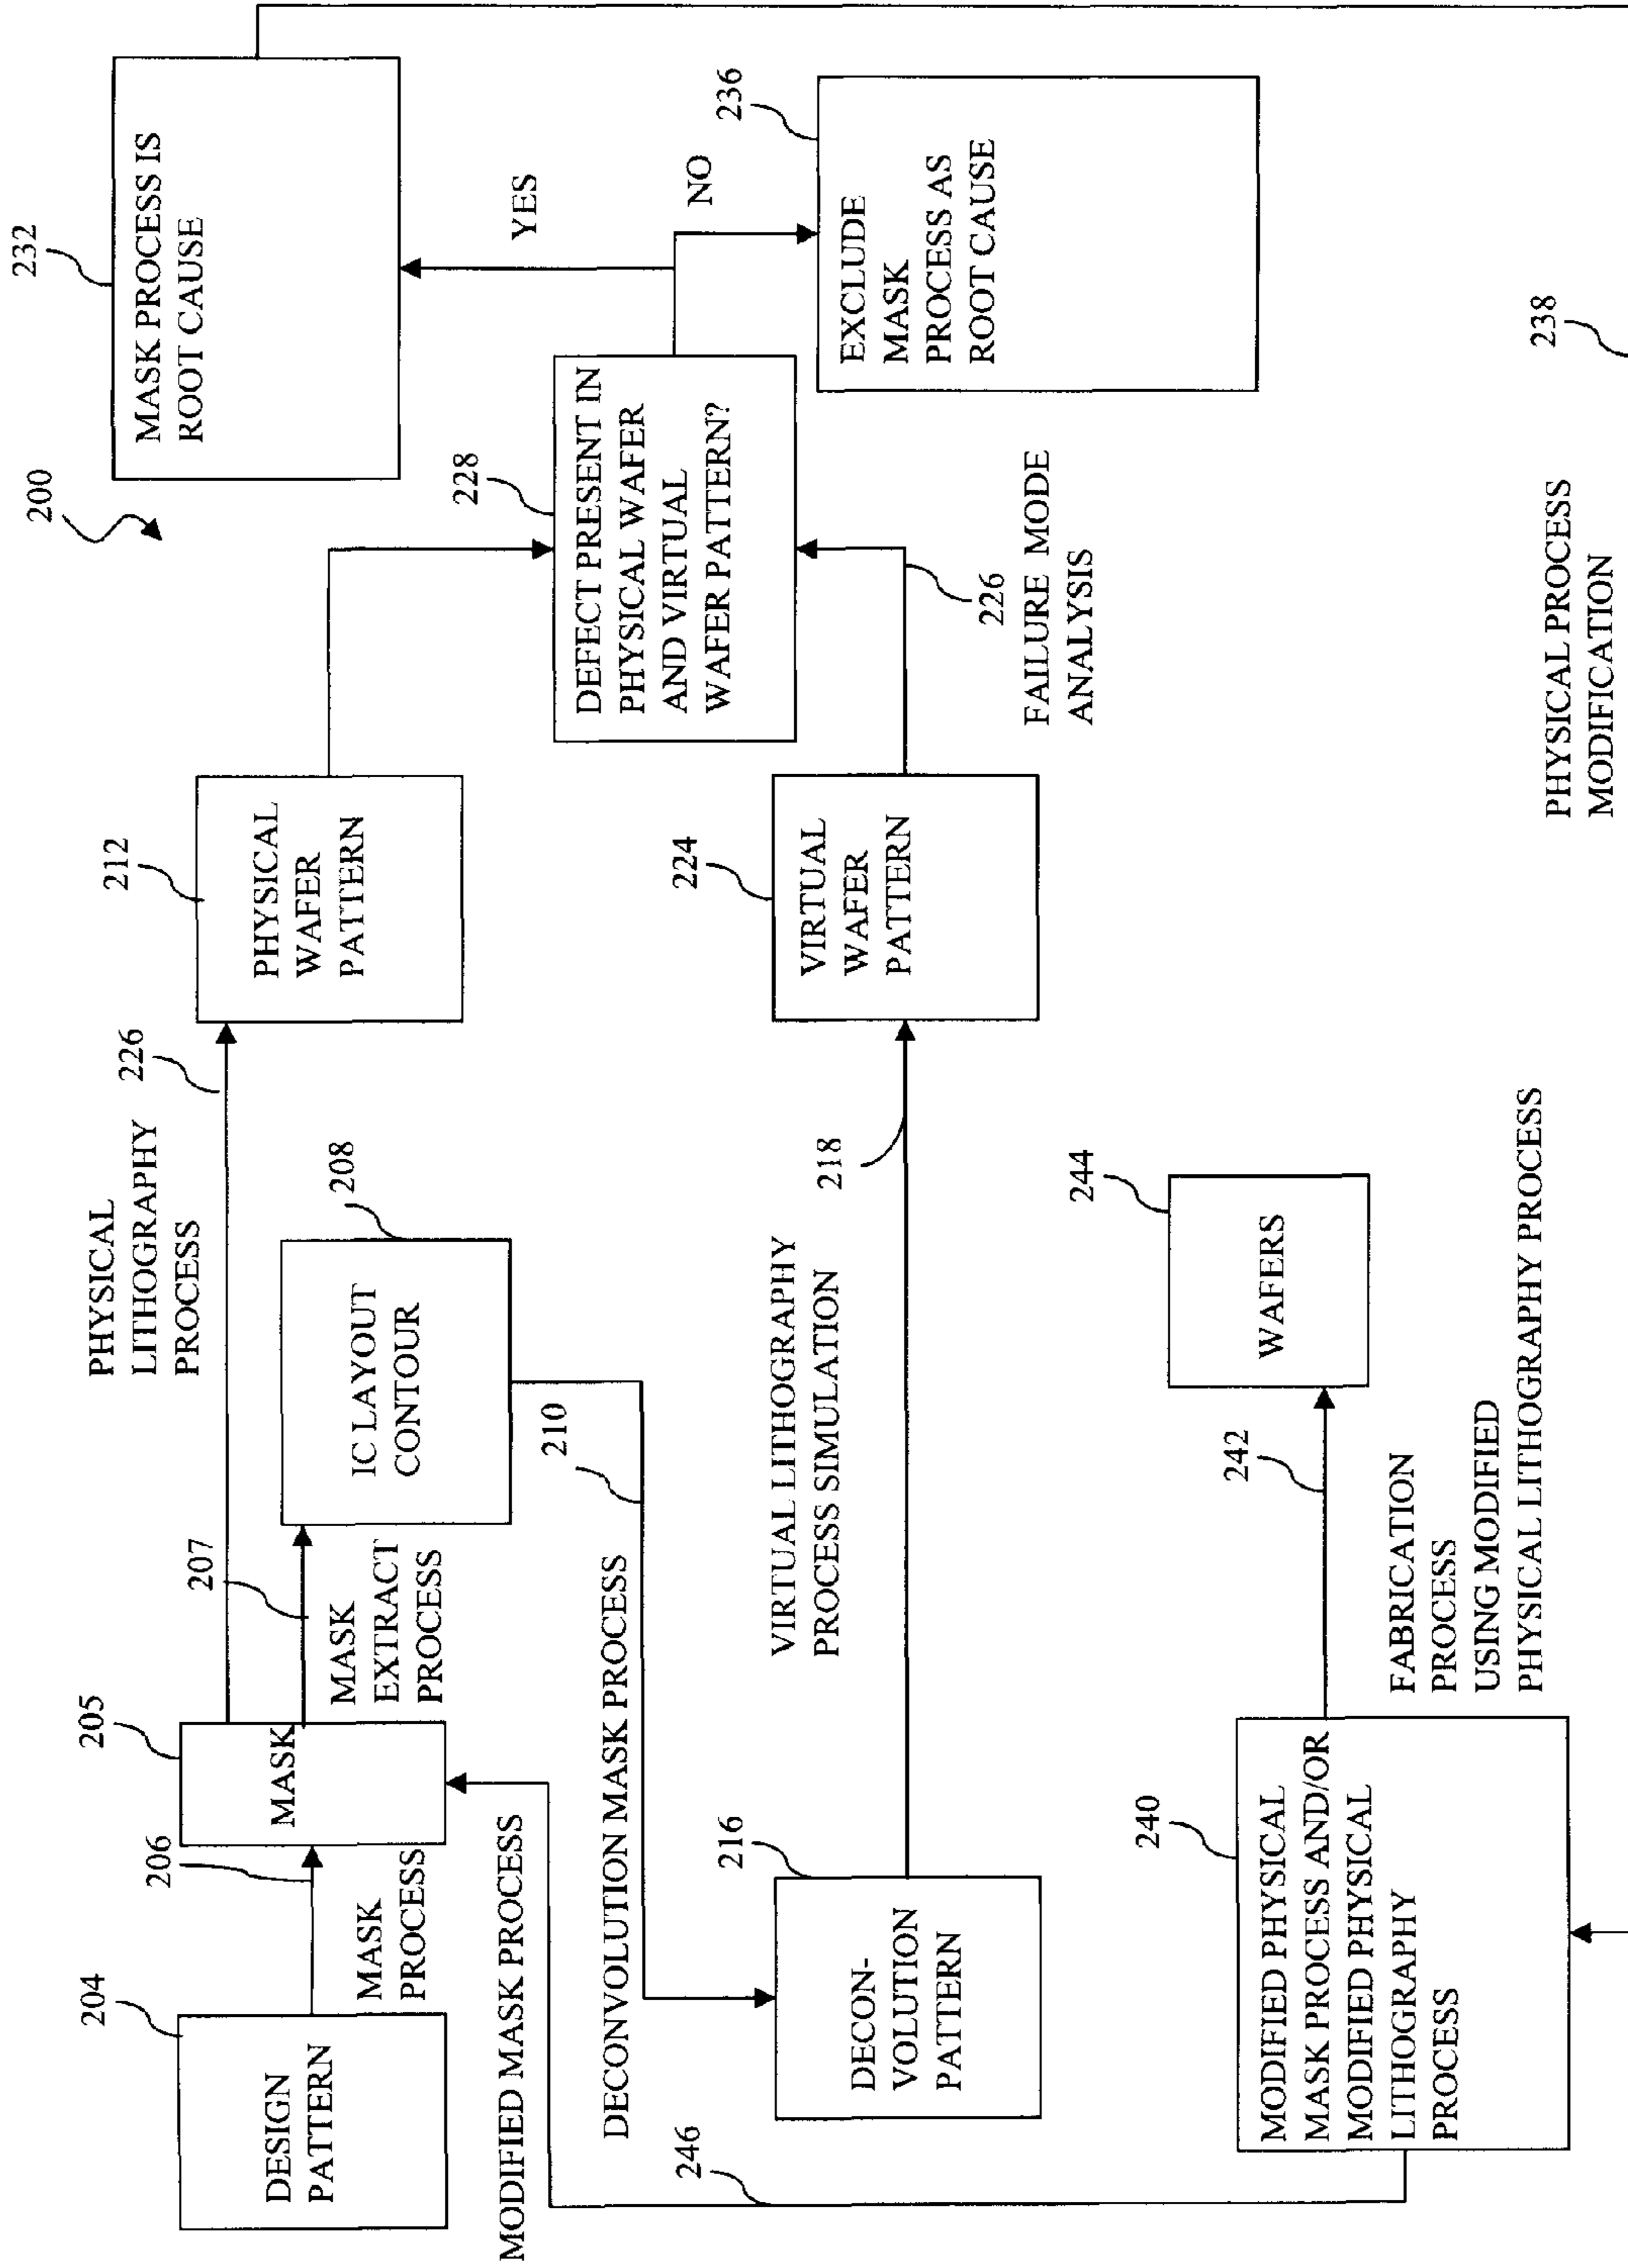 200
204
DESIGN
PATTERN
206
MASK
PROCESS
205
MASK
207
MASK
EXTRACT
PROCESS
208
IC LAYOUT
CONTOUR
PHYSICAL
LITHOGRAPHY
PROCESS
226
212
PHYSICAL
WAFER
PATTERN
232
MASK PROCESS IS
ROOT CAUSE
YES
228
DEFECT PRESENT IN
PHYSICAL WAFER
AND VIRTUAL
WAFER PATTERN?
NO
236
EXCLUDE
MASK
PROCESS AS
ROOT CAUSE
MODIFIED MASK PROCESS
DECONVOLUTION MASK PROCESS
210
216
DECON-
VOLUTION
PATTERN
VIRTUAL LITHOGRAPHY
PROCESS SIMULATION
218
224
VIRTUAL
WAFER
PATTERN
226
FAILURE MODE
ANALYSIS
246
240
MODIFIED PHYSICAL
MASK PROCESS AND/OR
MODIFIED PHYSICAL
LITHOGRAPHY
PROCESS
242
FABRICATION
PROCESS
USING MODIFIED
PHYSICAL LITHOGRAPHY PROCESS
244
WAFERS
PHYSICAL PROCESS
MODIFICATION
238